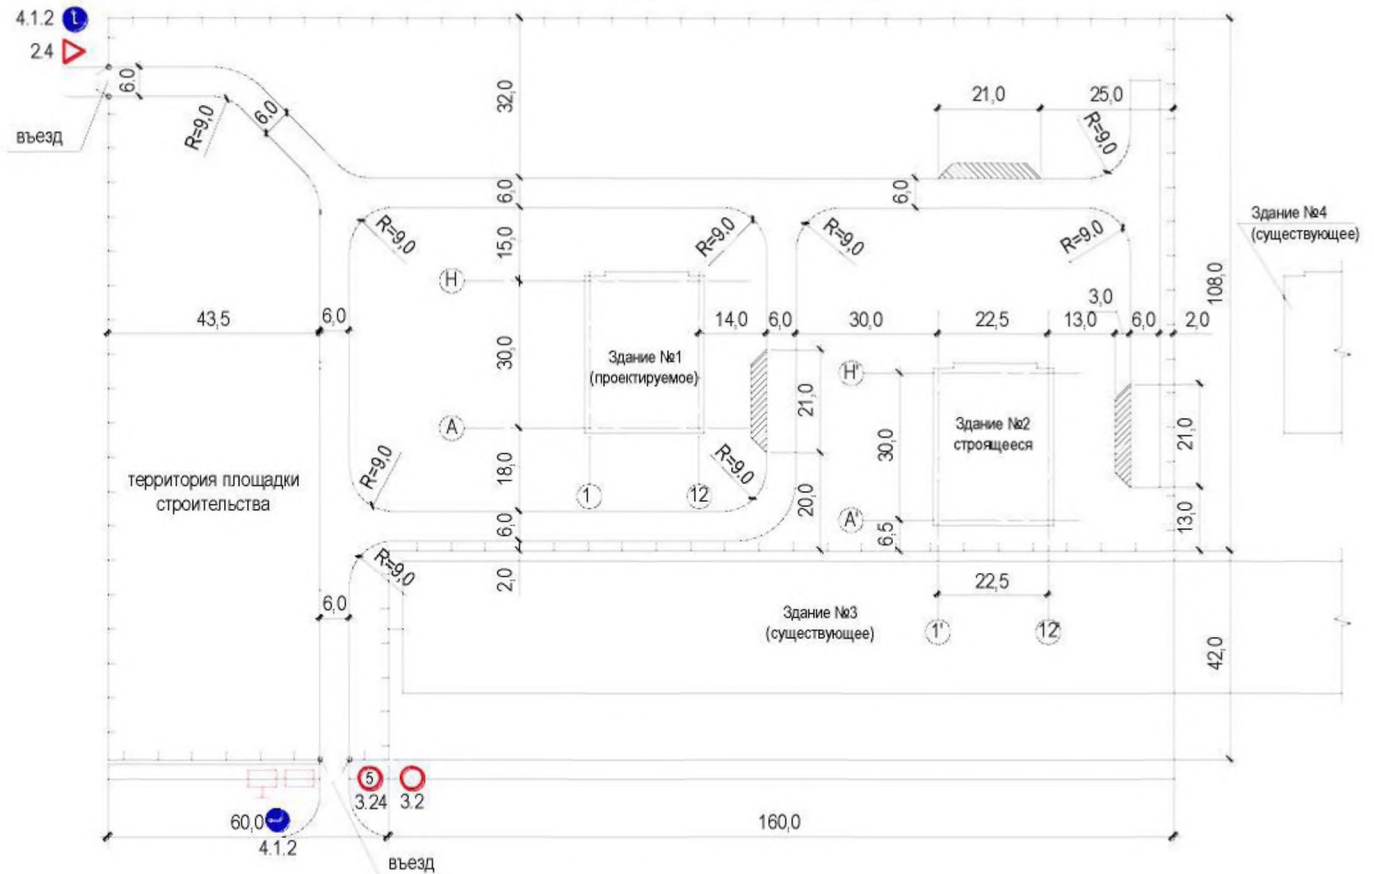 4.1.2
2.4
6.0
въезд
R=9,0
6.0
32,0
21,0
25,0
R=9,0
6.0
6,0
Здание №4
(существующее)
R=9,0
15,0
R=9,0
R=9,0
R=9,0
Н
108,0
43,5
6,0
14,0
6,0
30,0
22,5
13,0
3,0
6,0
2,0
30,0
Здание №1
(проектируемое)
Н'
21,0
А
Здание №2
строящееся
30,0
21,0
территория площадки
строительства
R=9,0
18,0
R=9,0
1
12
20,0
А'
6,5
13,0
6,0
2,0
R=9,0
6,0
22,5
Здание №3
(существующее)
1'
12'
42,0
5
3.24
3.2
60,0
4.1.2
160,0
въезд